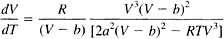 dV/dT = R/(V − b) V³(V − b)²/[2a²(V − b)² − RTV³]